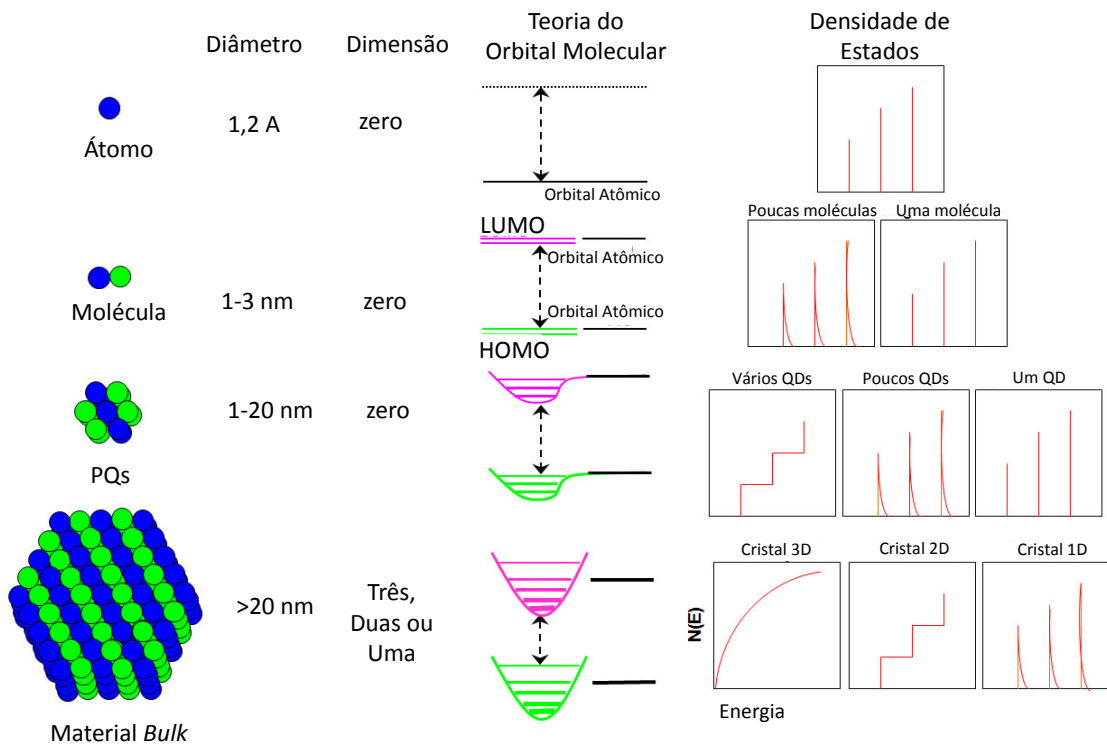 Diâmetro
Dimensão
Teoria do
Orbital Molecular
Densidade de
Estados
Átomo
1,2 A
zero
Orbital Atômico
Poucas moléculas
Uma molécula
LUMO
Orbital Atômico
Molécula
1-3 nm
zero
Orbital Atômico
HOMO
Vários QDs
Poucos QDs
Um QD
1-20 nm
zero
PQs
Cristal 3D
Cristal 2D
Cristal 1D
>20 nm
Três,
Duas ou
Uma
N(E)
Energia
Material Bulk